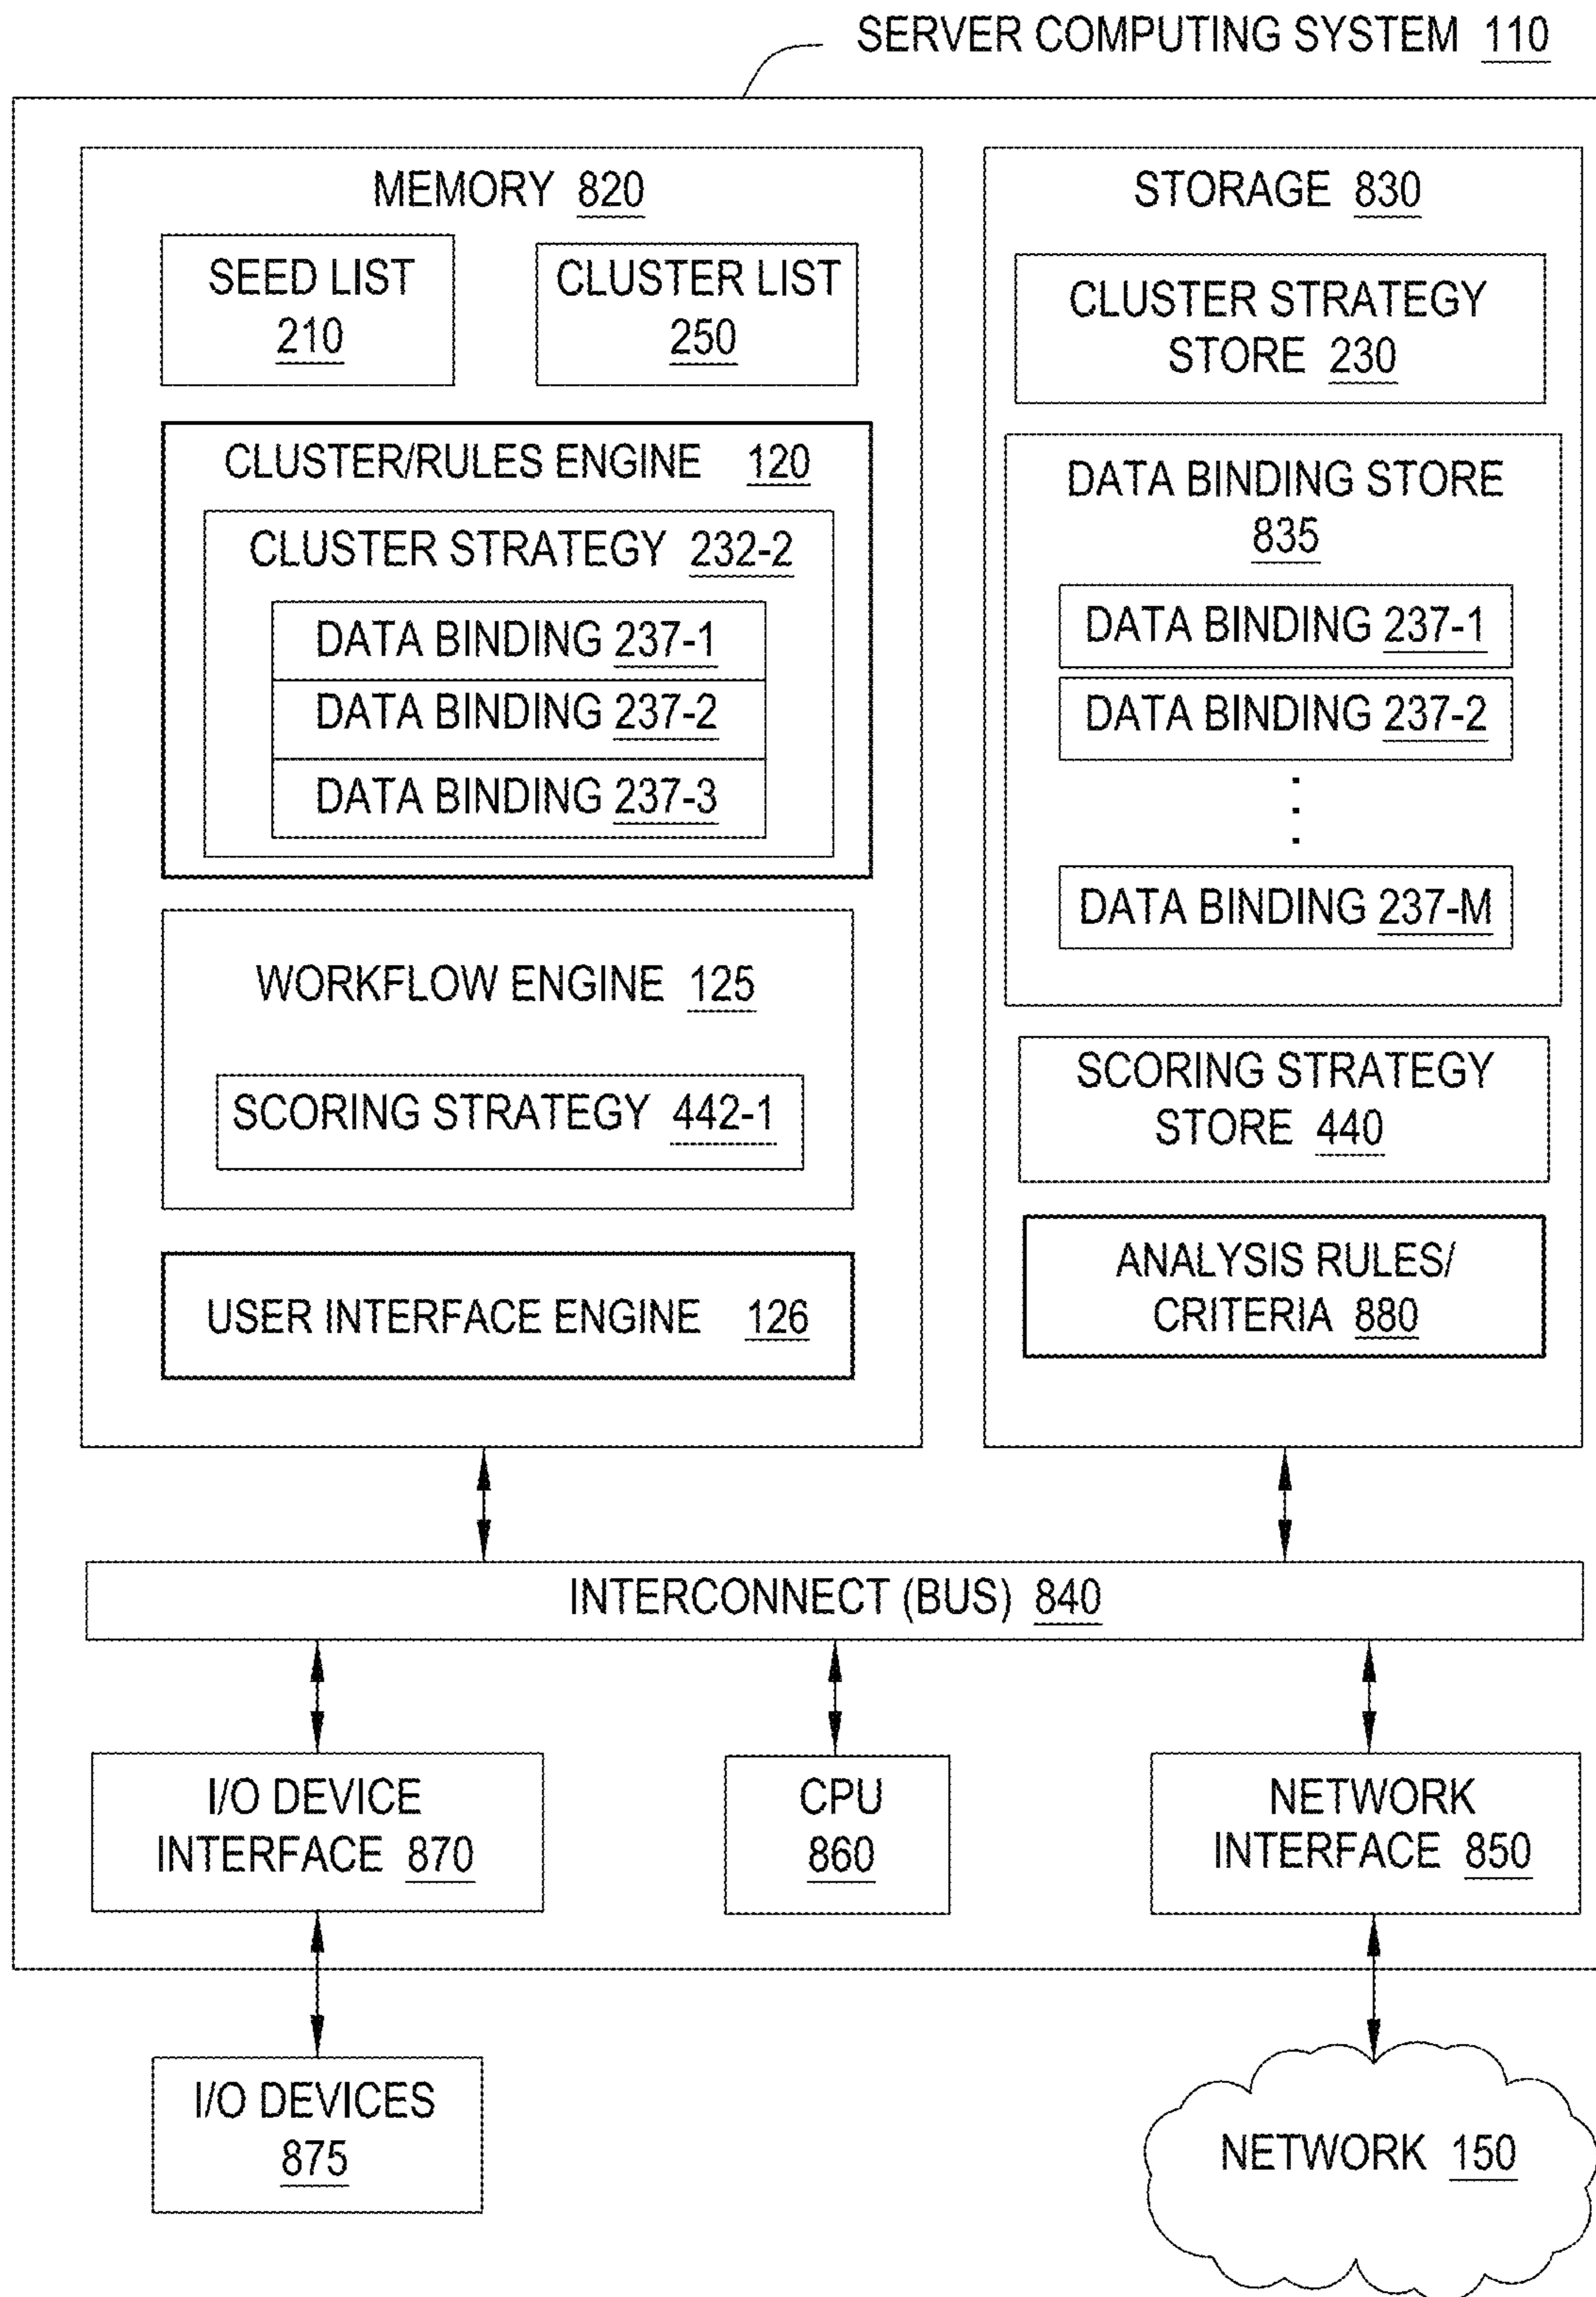 SERVER COMPUTING SYSTEM 110
MEMORY 820
SEED LIST
210
CLUSTER LIST
250
CLUSTER/RULES ENGINE 120
CLUSTER STRATEGY 232-2
DATA BINDING 237-1
DATA BINDING 237-2
DATA BINDING 237-3
WORKFLOW ENGINE 125
SCORING STRATEGY 442-1
USER INTERFACE ENGINE 126
STORAGE 830
CLUSTER STRATEGY
STORE 230
DATA BINDING STORE
835
DATA BINDING 237-1
DATA BINDING 237-2
DATA BINDING 237-M
SCORING STRATEGY
STORE 440
ANALYSIS RULES/
CRITERIA 880
INTERCONNECT (BUS) 840
I/O DEVICE
INTERFACE 870
CPU
860
NETWORK
INTERFACE 850
I/O DEVICES
875
NETWORK 150